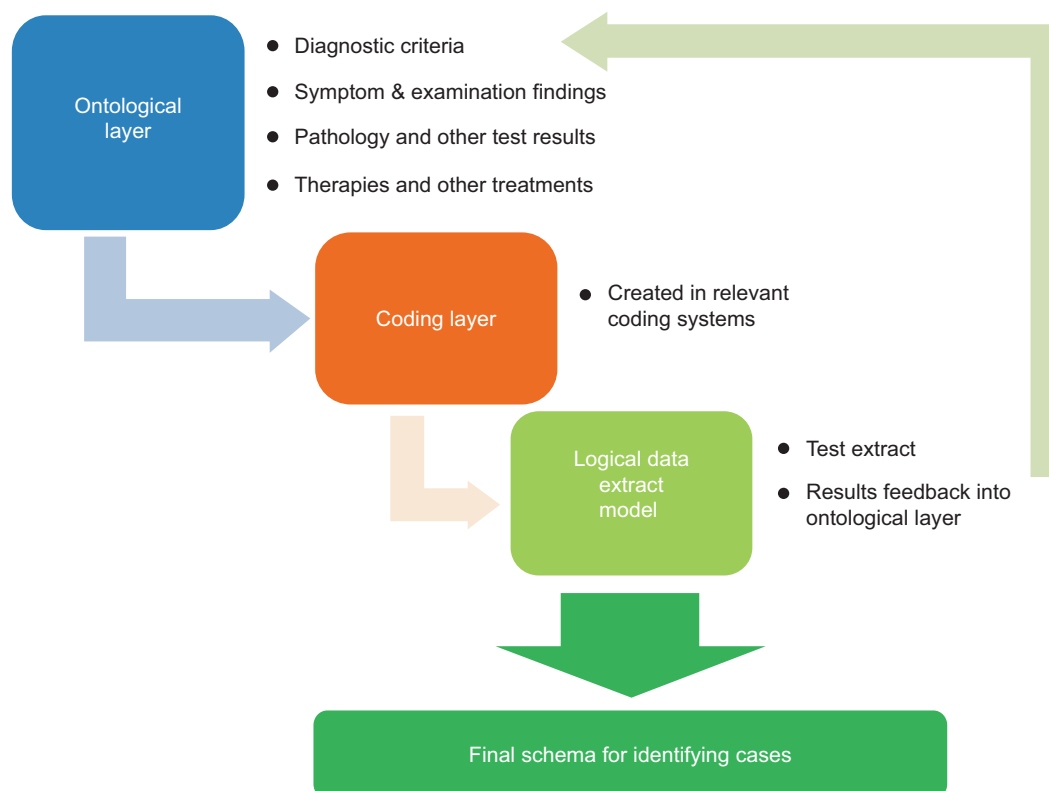 Ontological
layer
● Diagnostic criteria
● Symptom & examination findings
● Pathology and other test results
● Therapies and other treatments
Coding layer
● Created in relevant
coding systems
Logical data
extract
model
● Test extract
● Results feedback into
ontological layer
Final schema for identifying cases